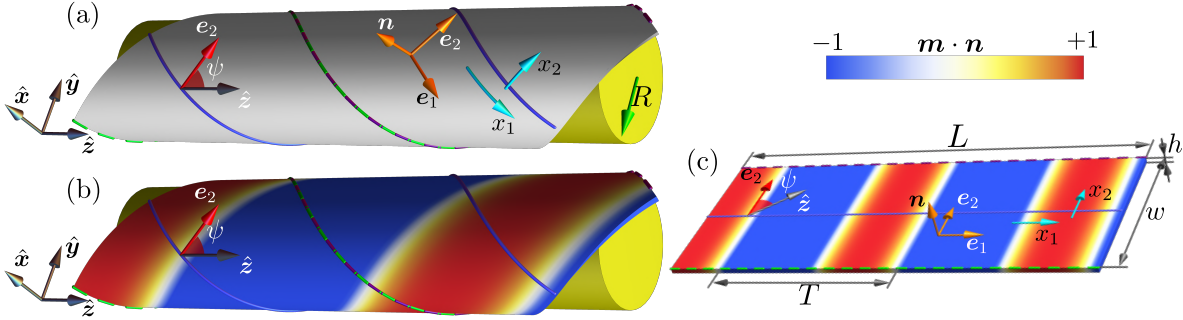 (a)
e₂
ψ
ẑ
x̂
ŷ
ẑ
n
e₂
e₁
x₂
x₁
R
(b)
e₂
ψ
ẑ
x̂
ŷ
ẑ
−1
m · n
+1
(c)
L
h
e₂
ψ
ẑ
n
e₂
e₁
x₂
x₁
w
T